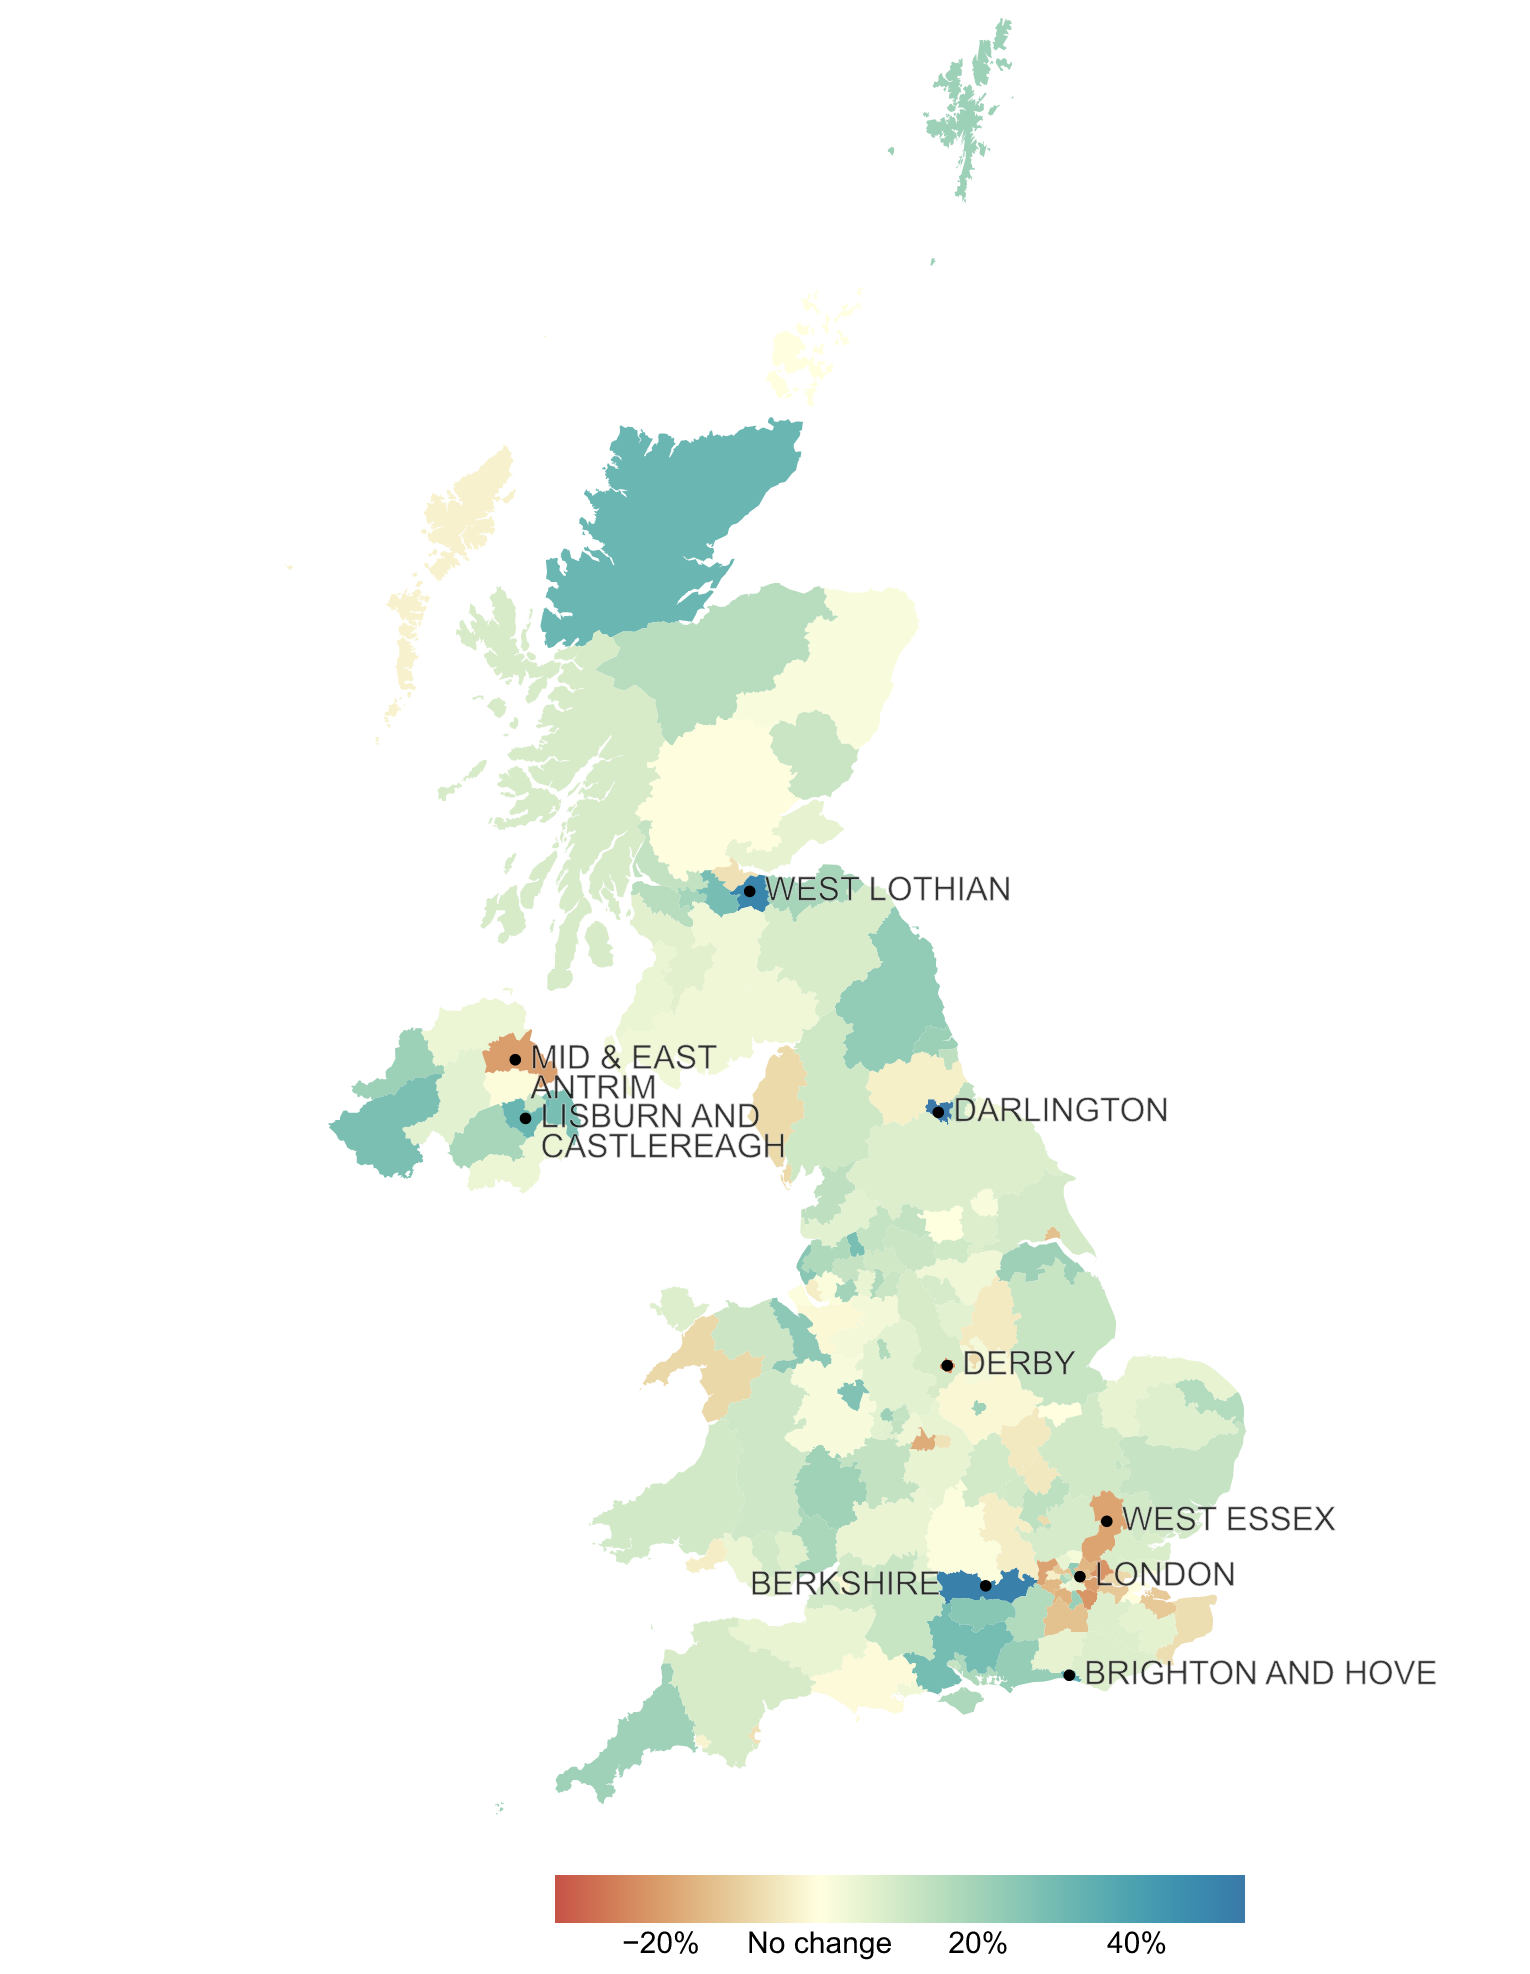 WEST LOTHIAN
MID & EAST
ANTRIM
LISBURN AND
CASTLEREAGH
DARLINGTON
DERBY
WEST ESSEX
LONDON
BERKSHIRE
BRIGHTON AND HOVE
−20% No change 20% 40%